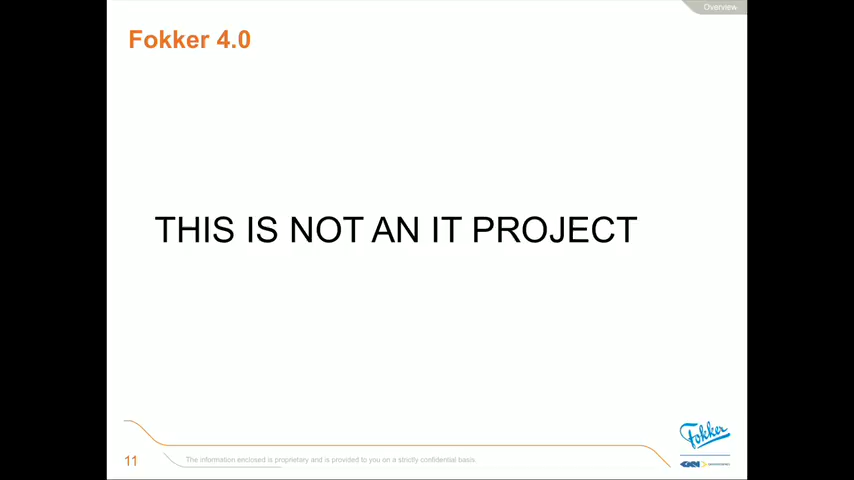 Overview
Fokker 4.0
THIS IS NOT AN IT PROJECT
Fokker
11
The information enclosed is proprietary and is provided to you on a strictly confidential basis.
GKN